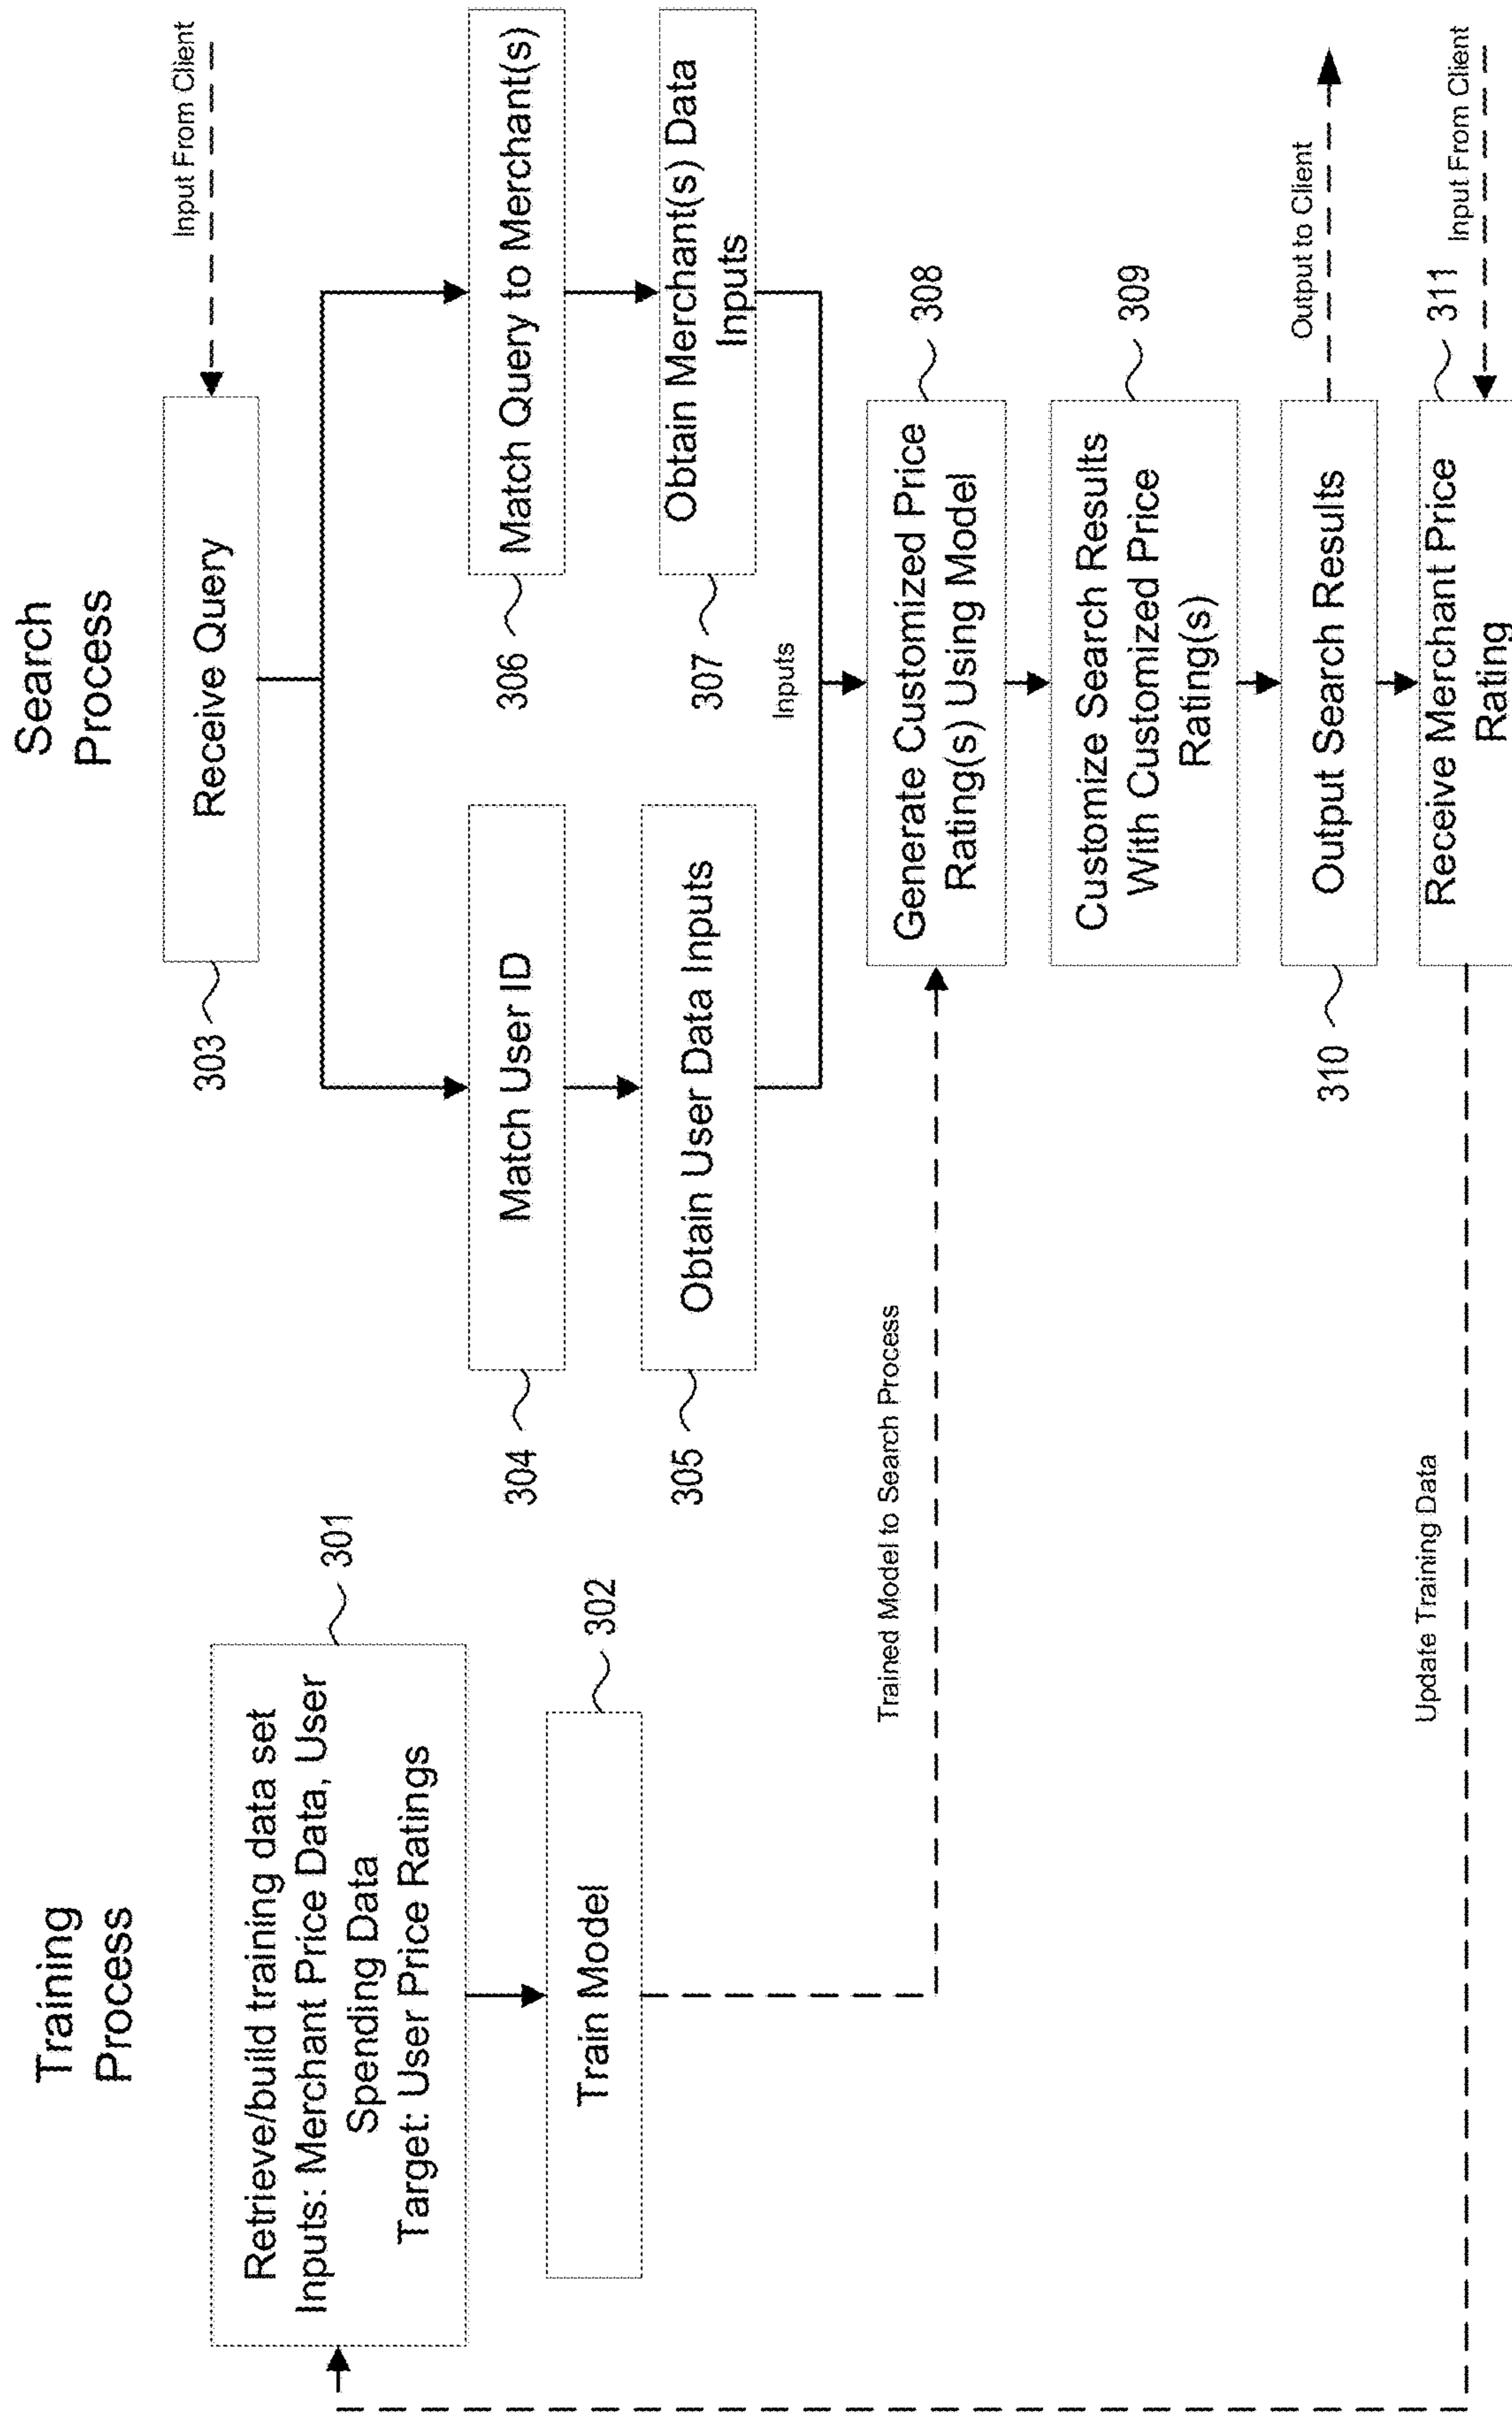 Training
Process
Retrieve/build training data set
Inputs: Merchant Price Data, User
Spending Data
Target: User Price Ratings
301
Train Model
302
Trained Model to Search Process
Update Training Data
Search
Process
Input From Client
Receive Query
303
Match User ID
304
Obtain User Data Inputs
305
Match Query to Merchant(s)
306
Obtain Merchant(s) Data
Inputs
307
Inputs
Generate Customized Price
Rating(s) Using Model
308
Customize Search Results
With Customized Price
Rating(s)
309
Output to Client
Output Search Results
310
Receive Merchant Price
Rating
311
Input From Client